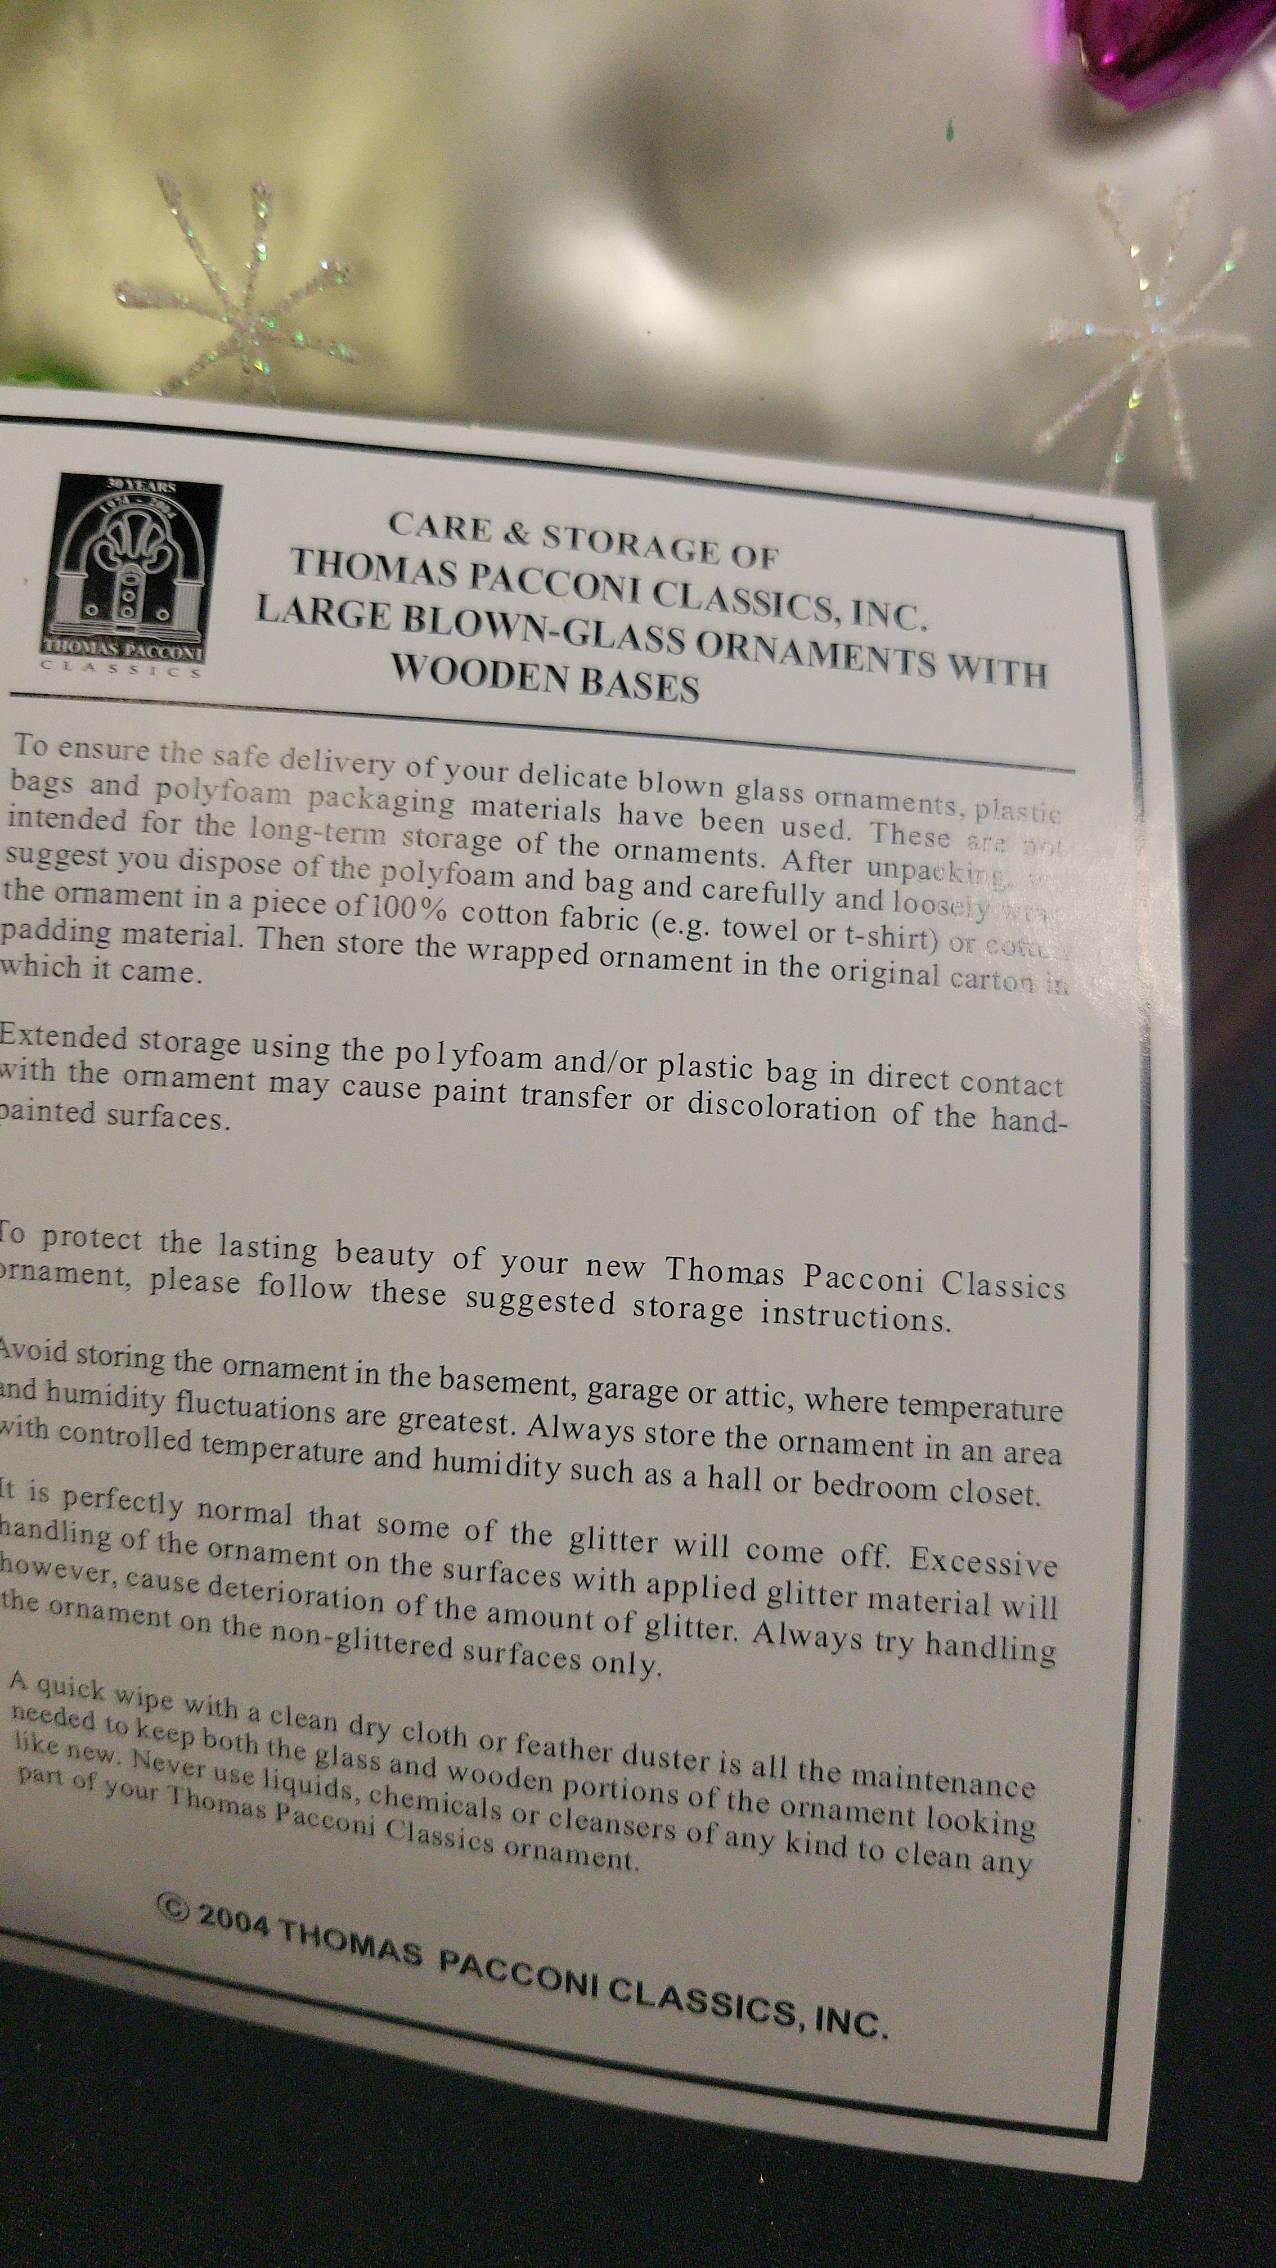 30 YEARS
1974 - 2004
THOMAS PACCONI
CLASSICS
CARE & STORAGE OF
THOMAS PACCONI CLASSICS, INC.
LARGE BLOWN-GLASS ORNAMENTS WITH
WOODEN BASES
To ensure the safe delivery of your delicate blown glass ornaments, plastic
bags and polyfoam packaging materials have been used. These are not
intended for the long-term storage of the ornaments. After unpacking,
suggest you dispose of the polyfoam and bag and carefully and loosely wrap
the ornament in a piece of 100% cotton fabric (e.g. towel or t-shirt) or
padding material. Then store the wrapped ornament in the original carton in
which it came.
Extended storage using the polyfoam and/or plastic bag in direct contact
with the ornament may cause paint transfer or discoloration of the hand-
painted surfaces.
To protect the lasting beauty of your new Thomas Pacconi Classics
ornament, please follow these suggested storage instructions.
Avoid storing the ornament in the basement, garage or attic, where temperature
and humidity fluctuations are greatest. Always store the ornament in an area
with controlled temperature and humidity such as a hall or bedroom closet.
It is perfectly normal that some of the glitter will come off. Excessive
handling of the ornament on the surfaces with applied glitter material will
however, cause deterioration of the amount of glitter. Always try handling
the ornament on the non-glittered surfaces only.
A quick wipe with a clean dry cloth or feather duster is all the maintenance
needed to keep both the glass and wooden portions of the ornament looking
like new. Never use liquids, chemicals or cleansers of any kind to clean any
part of your Thomas Pacconi Classics ornament.
© 2004 THOMAS PACCONI CLASSICS, INC.